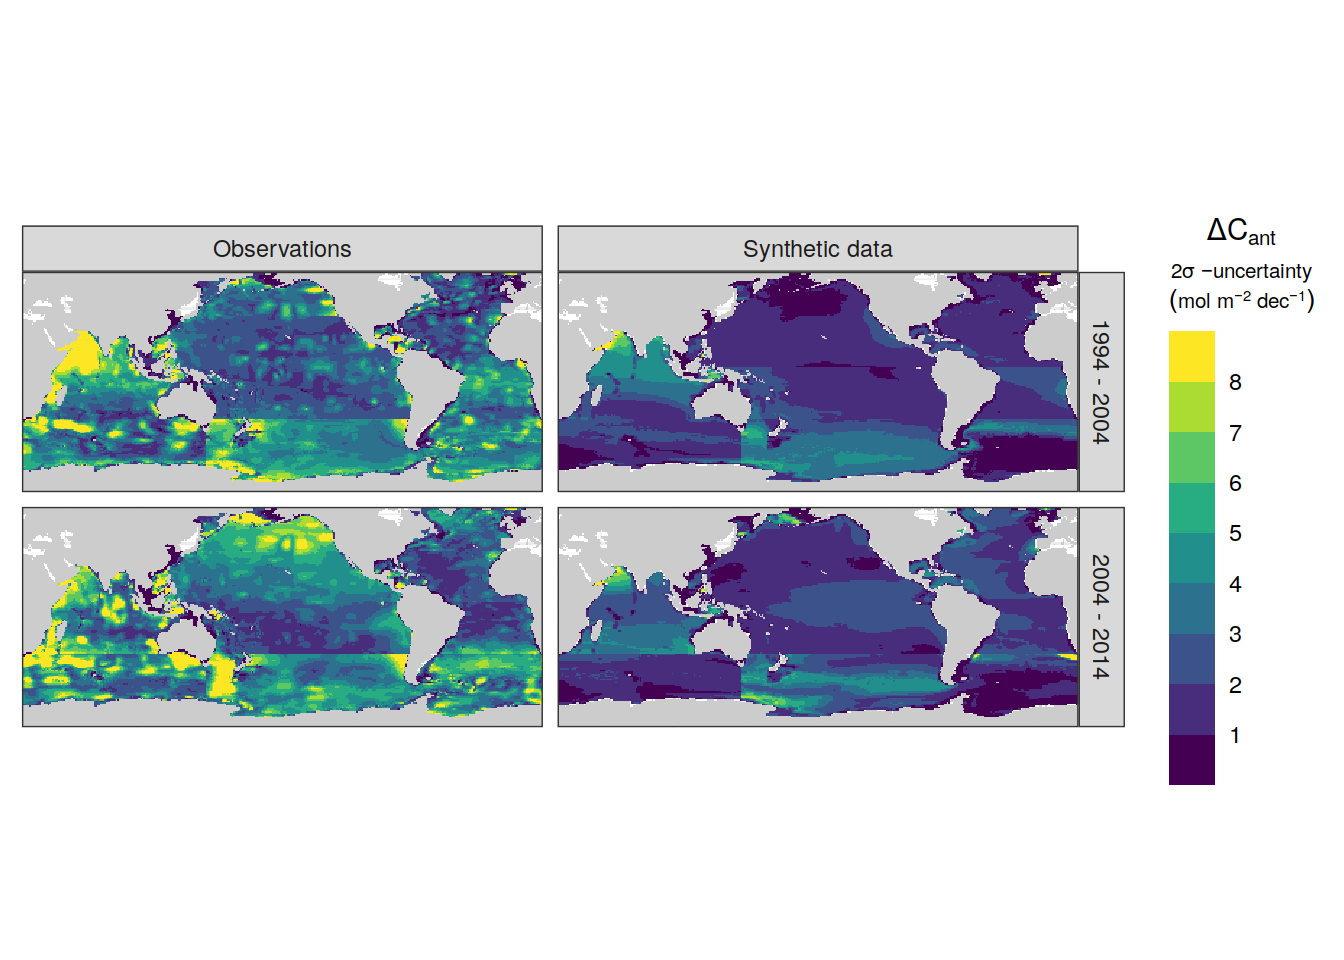 Observations
Synthetic data
1994 - 2004
2004 - 2014
ΔCant
2σ −uncertainty
(mol m−2 dec−1)
8
7
6
5
4
3
2
1